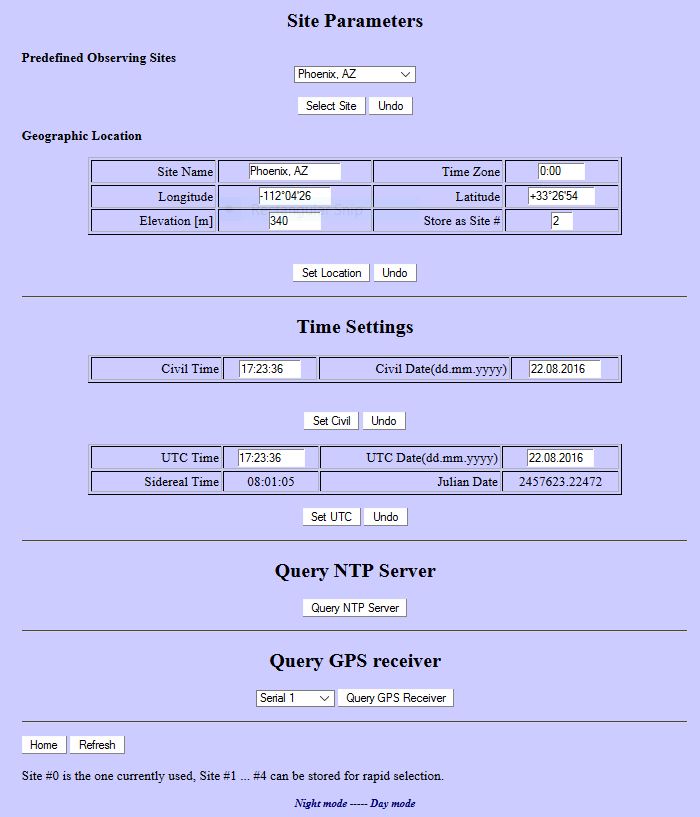 Site Parameters
Predefined Observing Sites
Phoenix, AZ
Select Site Undo
Geographic Location
Site Name Phoenix, AZ Time Zone 0:00
Longitude -112°04'26 Latitude +33°26'54
Rectangular Snip
Elevation [m] 340 Store as Site # 2
Set Location Undo
Time Settings
Civil Time 17:23:36 Civil Date(dd.mm.yyyy) 22.08.2016
Set Civil Undo
UTC Time 17:23:36 UTC Date(dd.mm.yyyy) 22.08.2016
Sidereal Time 08:01:05 Julian Date 2457623.22472
Set UTC Undo
Query NTP Server
Query NTP Server
Query GPS receiver
Serial 1 Query GPS Receiver
Home Refresh
Site #0 is the one currently used, Site #1 ... #4 can be stored for rapid selection.
Night mode ----- Day mode